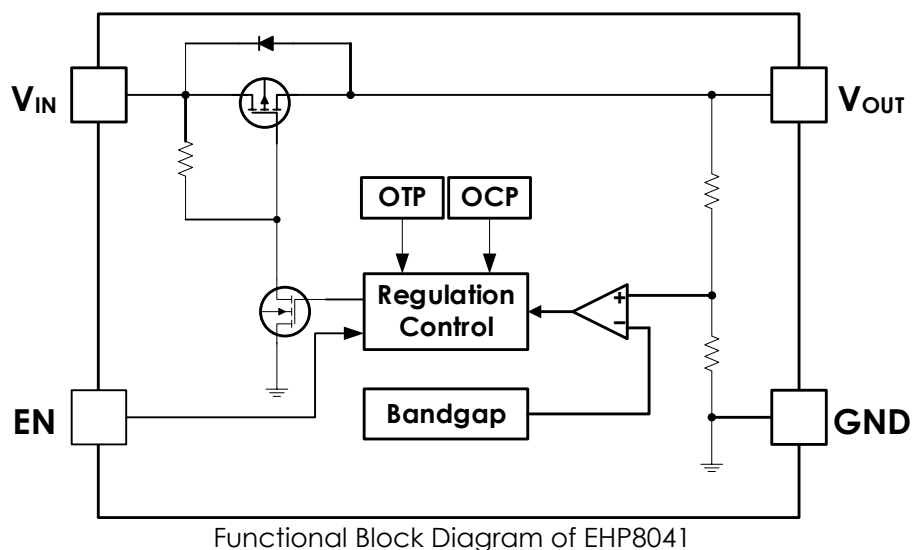 VIN
VOUT
OTP
OCP
Regulation
Control
+
−
EN
Bandgap
GND
Functional Block Diagram of EHP8041